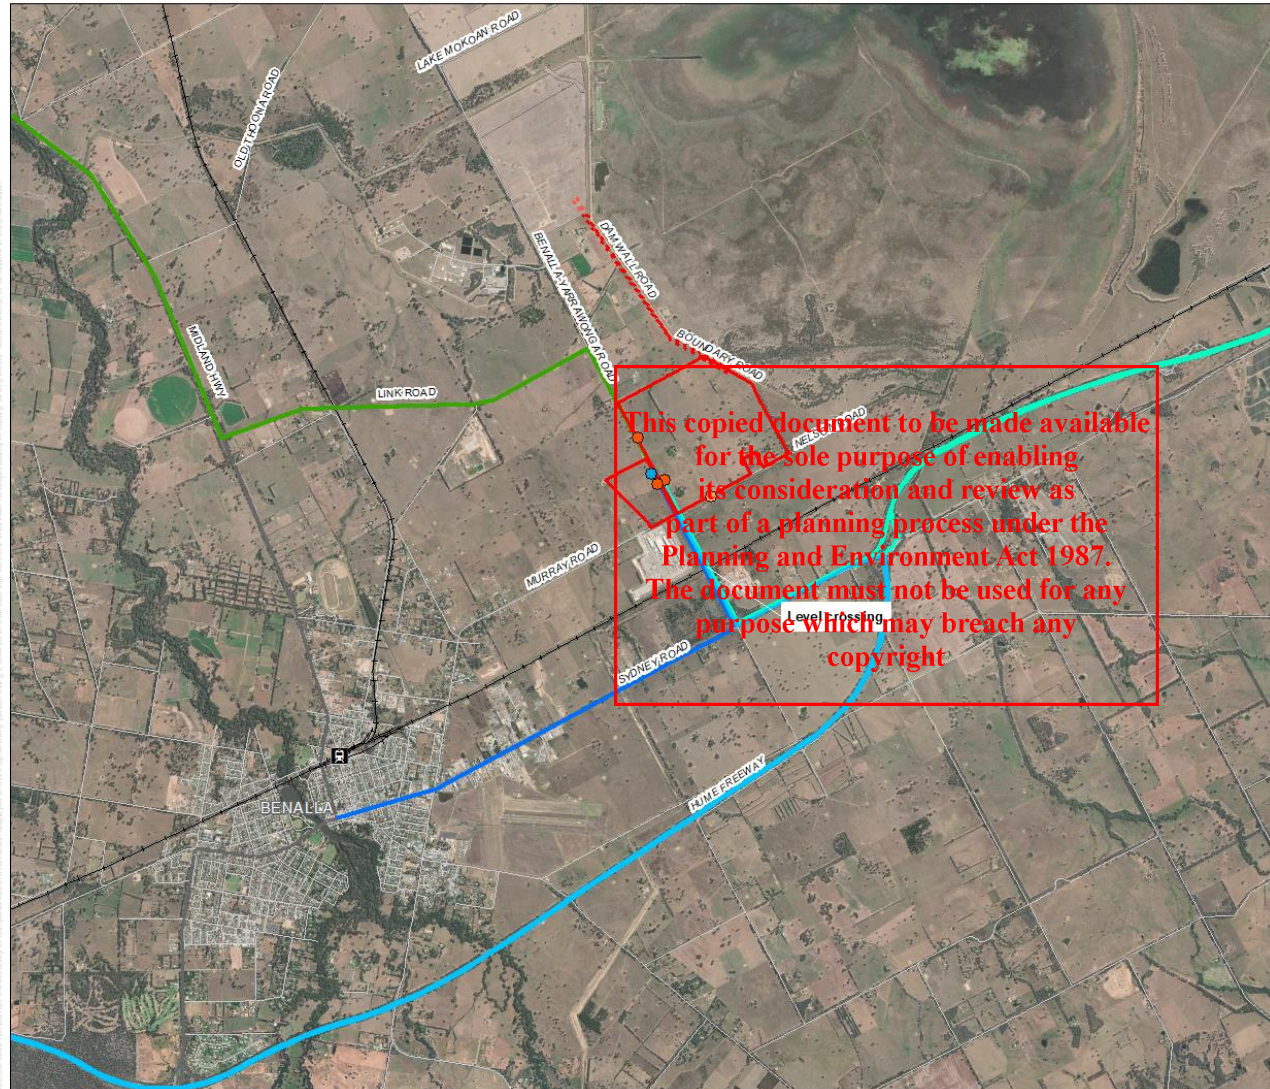 LAKE MOKOAN ROAD
OLD THOONA ROAD
DAM WALL ROAD
BENALLA-YARRAWONGA ROAD
MIDLAND HWY
BOUNDARY ROAD
LINK ROAD
NELSON ROAD
This copied document to be made available
for the sole purpose of enabling
its consideration and review as
part of a planning process under the
Planning and Environment Act 1987.
The document must not be used for any
purpose which may breach any
copyright
MURRAY ROAD
Level crossing
SYDNEY ROAD
HUME FREEWAY
BENALLA